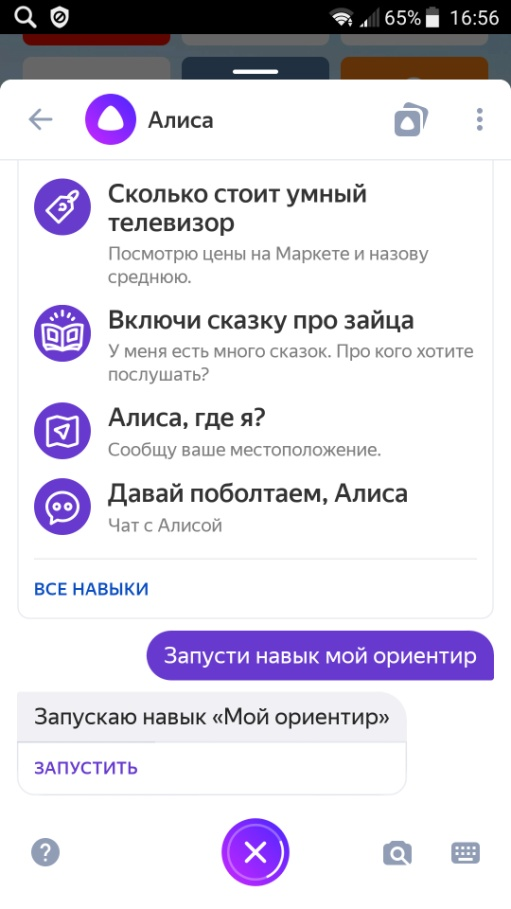 65% 16:56
Алиса
Сколько стоит умный
телевизор
Посмотрю цены на Маркете и назову
среднюю.
Включи сказку про зайца
У меня есть много сказок. Про кого хотите
послушать?
Алиса, где я?
Сообщу ваше местоположение.
Давай поболтаем, Алиса
Чат с Алисой
ВСЕ НАВЫКИ
Запусти навык мой ориентир
Запускаю навык «Мой ориентир»
ЗАПУСТИТЬ
?